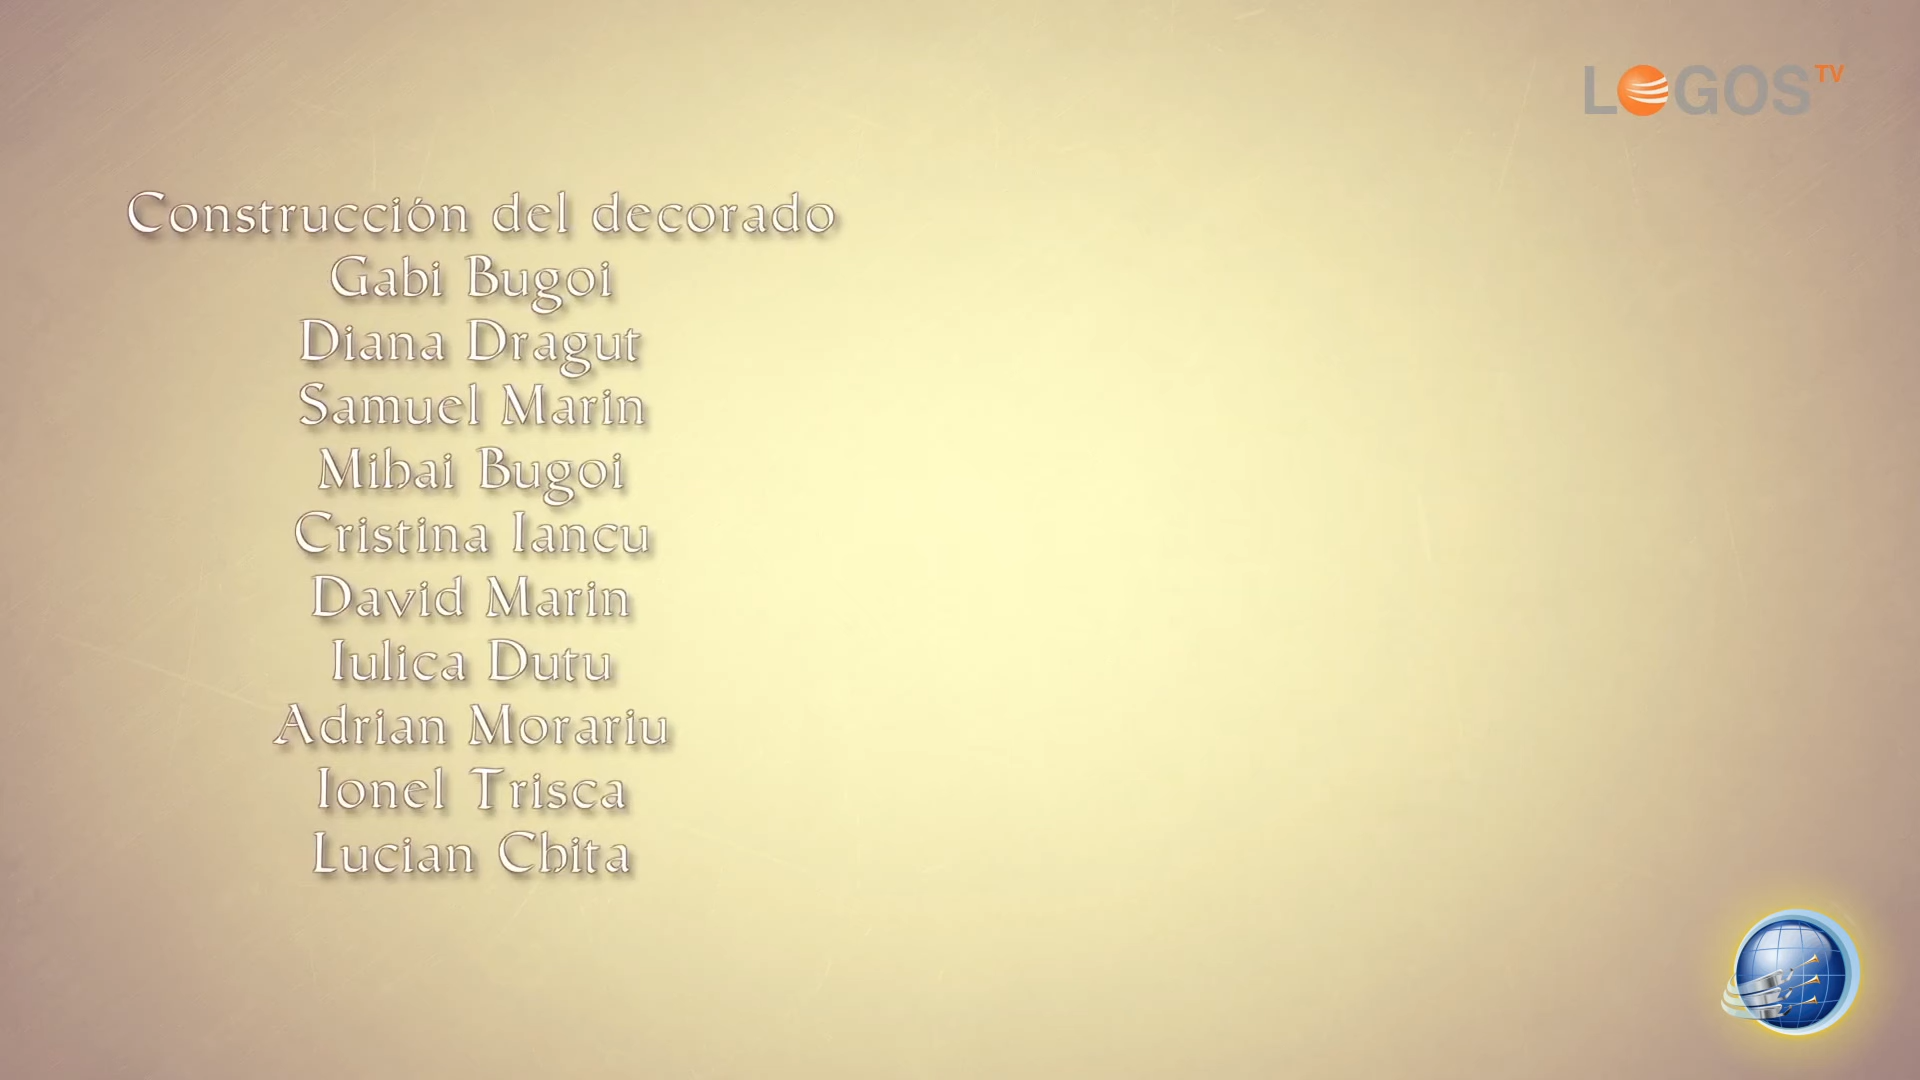 LOGOS TV
Construcción del decorado
Gabi Bugoi
Diana Dragut
Samuel Marin
Mihai Bugoi
Cristina Iancu
David Marin
Iulica Dutu
Adrian Morariu
Ionel Trisca
Lucian Chita